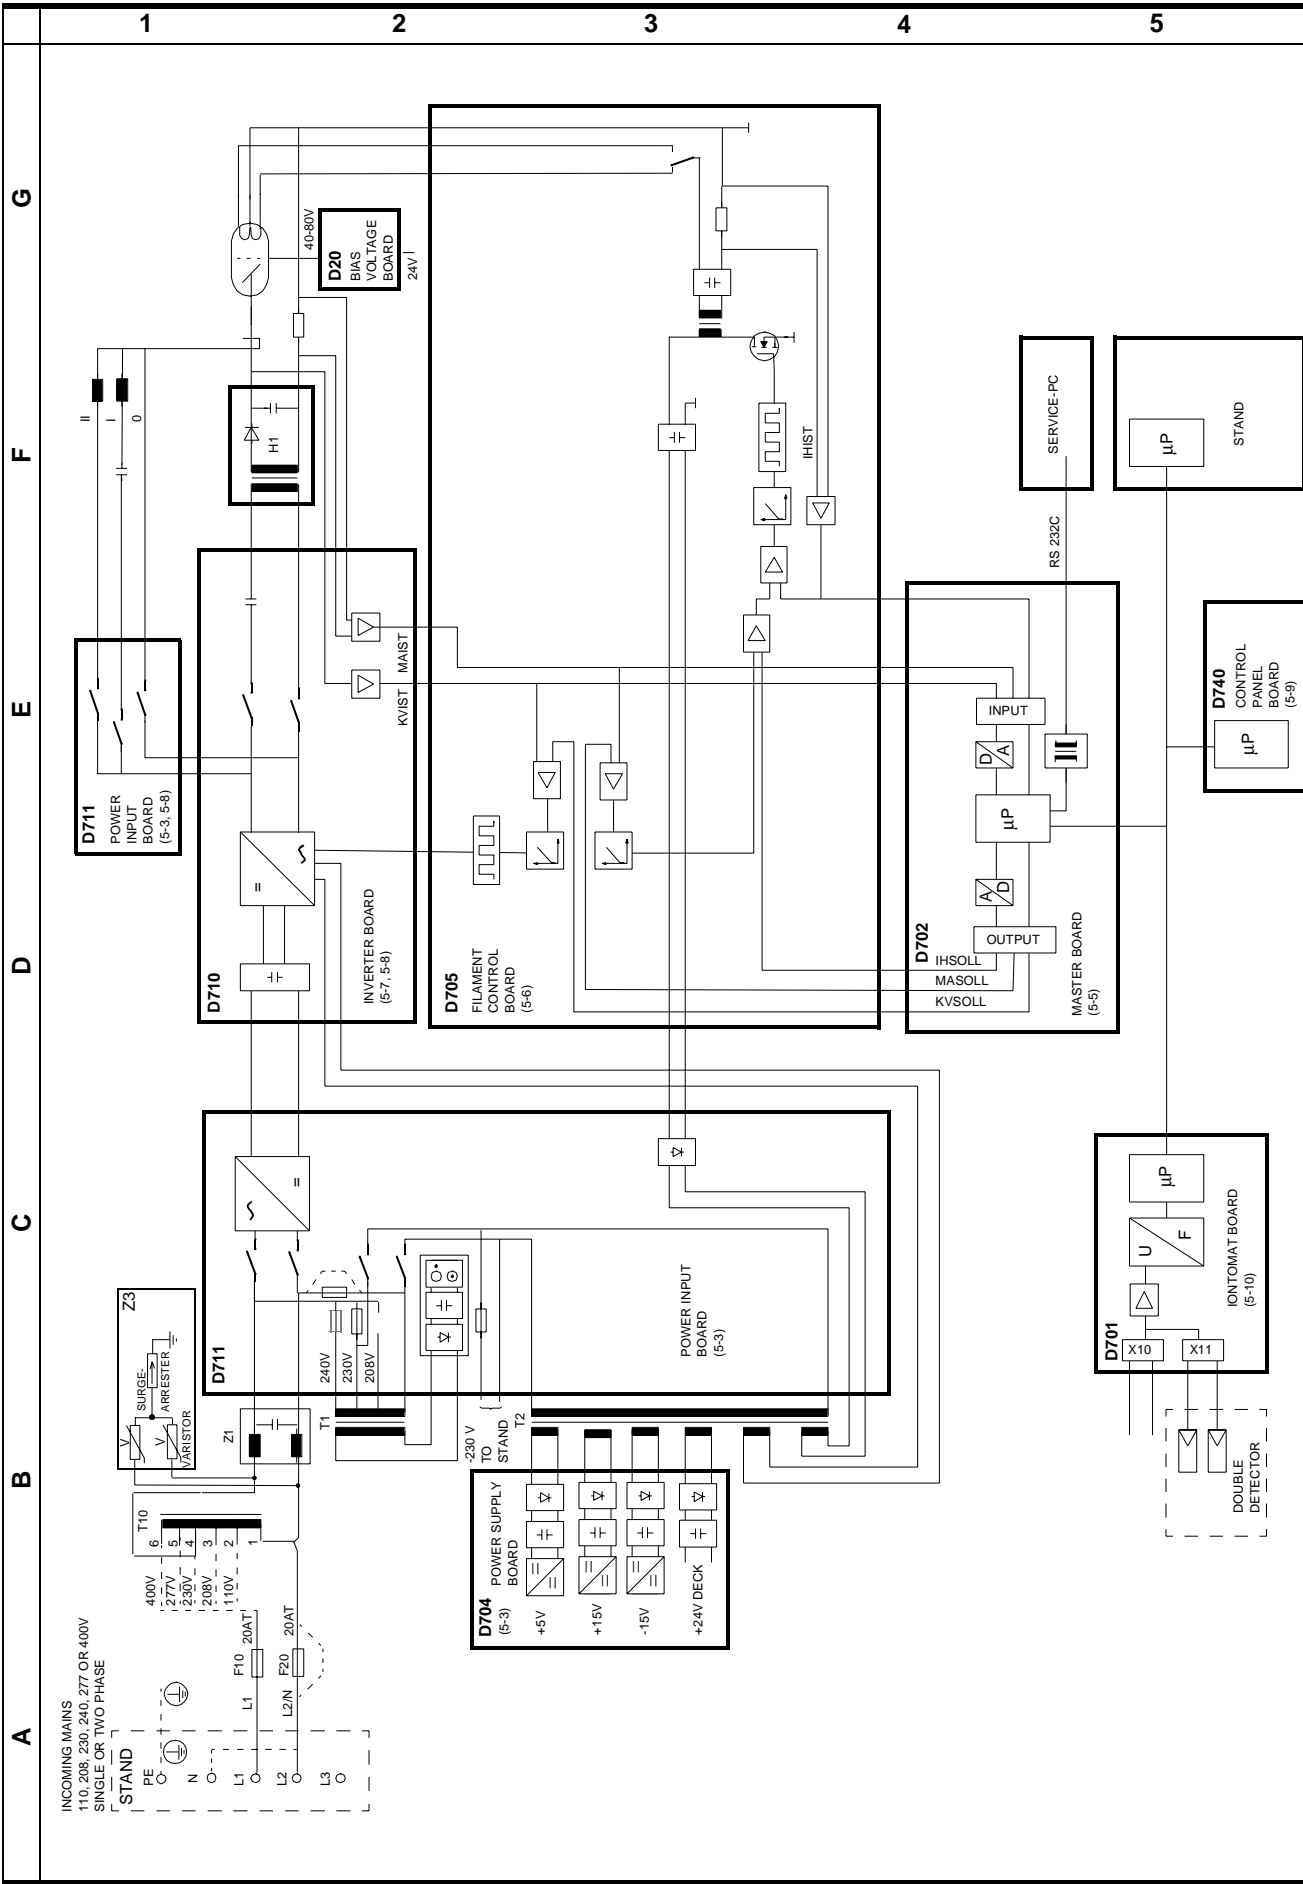 1
2
3
4
5
G
F
E
D
C
B
A
40-80V
D20
BIAS
VOLTAGE
BOARD
24V
II
I
0
H1
IHIST
SERVICE-PC
STAND
µP
RS 232C
D711
POWER
INPUT
BOARD
(5-3, 5-8)
MAIST
KVIST
INPUT
D
A
µP
D740
CONTROL
PANEL
BOARD
(5-9)
µP
=
D710
INVERTER BOARD
(5-7, 5-8)
D705
FILAMENT
CONTROL
BOARD
(5-6)
A
D
OUTPUT
D702
IHSOLL
MASOLL
KVSOLL
MASTER BOARD
(5-5)
=
D711
240V
230V
208V
POWER INPUT
BOARD
(5-3)
D701
IONTOMAT BOARD
(5-10)
µP
U
F
X10
X11
DOUBLE
DETECTOR
Z3
SURGE-
ARRESTER
V
V
VARISTOR
Z1
T1
-230 V
TO
STAND
T2
T10
6
5
4
3
2
1
400V
277V
230V
208V
110V
D704
(5-3)
POWER SUPPLY
BOARD
=
=
=
=
=
=
+5V
+15V
-15V
+24V DECK
F10
20AT
F20
20AT
L1
L2/N
INCOMING MAINS
110, 208, 230, 240, 277 OR 400V
SINGLE OR TWO PHASE
STAND
PE
N
L1
L2
L3